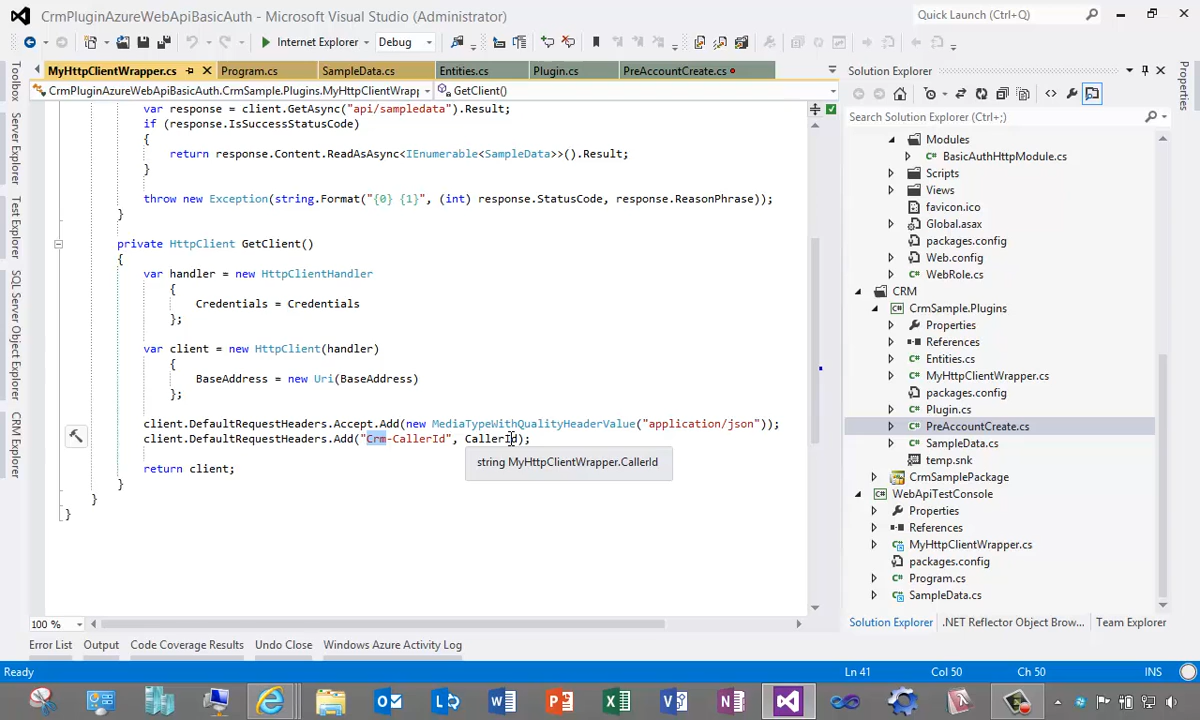 CrmPluginAzureWebApiBasicAuth - Microsoft Visual Studio (Administrator)
Quick Launch (Ctrl+Q)
Internet Explorer
Debug
MyHttpClientWrapper.cs
Program.cs
SampleData.cs
Entities.cs
Plugin.cs
PreAccountCreate.cs
CrmPluginAzureWebApiBasicAuth.CrmSample.Plugins.MyHttpClientWrapp
GetClient()
var response = client.GetAsync("api/sampledata").Result;
if (response.IsSuccessStatusCode)
{
return response.Content.ReadAsAsync<IEnumerable<SampleData>>().Result;
}
throw new Exception(string.Format("{0} {1}", (int) response.StatusCode, response.ReasonPhrase));
}
private HttpClient GetClient()
{
var handler = new HttpClientHandler
{
Credentials = Credentials
};
var client = new HttpClient(handler)
{
BaseAddress = new Uri(BaseAddress)
};
client.DefaultRequestHeaders.Accept.Add(new MediaTypeWithQualityHeaderValue("application/json"));
client.DefaultRequestHeaders.Add("Crm-CallerId", CallerId);
string MyHttpClientWrapper.CallerId
return client;
}
}
}
100 %
Error List
Output
Code Coverage Results
Undo Close
Windows Azure Activity Log
Ready
Ln 41
Col 50
Ch 50
INS
Toolbox
Server Explorer
Test Explorer
SQL Server Object Explorer
CRM Explorer
Properties
Solution Explorer
Search Solution Explorer (Ctrl+;)
Modules
BasicAuthHttpModule.cs
Scripts
Views
favicon.ico
Global.asax
packages.config
Web.config
WebRole.cs
CRM
CrmSample.Plugins
Properties
References
Entities.cs
MyHttpClientWrapper.cs
packages.config
Plugin.cs
PreAccountCreate.cs
SampleData.cs
temp.snk
CrmSamplePackage
WebApiTestConsole
Properties
References
MyHttpClientWrapper.cs
packages.config
Program.cs
SampleData.cs
Solution Explorer
.NET Reflector Object Brow...
Team Explorer